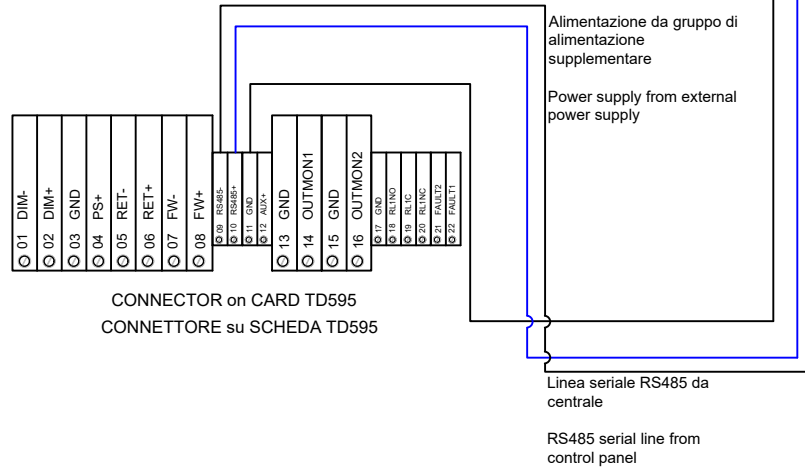 Alimentazione da gruppo di
alimentazione
supplementare
Power supply from external
power supply
01 DIM-
02 DIM+
03 GND
04 PS+
05 RET-
06 RET+
07 FW-
08 FW+
09 RS485-
10 RS485+
11 GND
12 AUX+
13 GND
14 OUTMON1
15 GND
16 OUTMON2
17 GND
18 RL1NO
19 RL1C
20 RL1NC
21 FAULT2
22 FAULT1
CONNECTOR on CARD TD595
CONNETTORE su SCHEDA TD595
Linea seriale RS485 da
centrale
RS485 serial line from
control panel